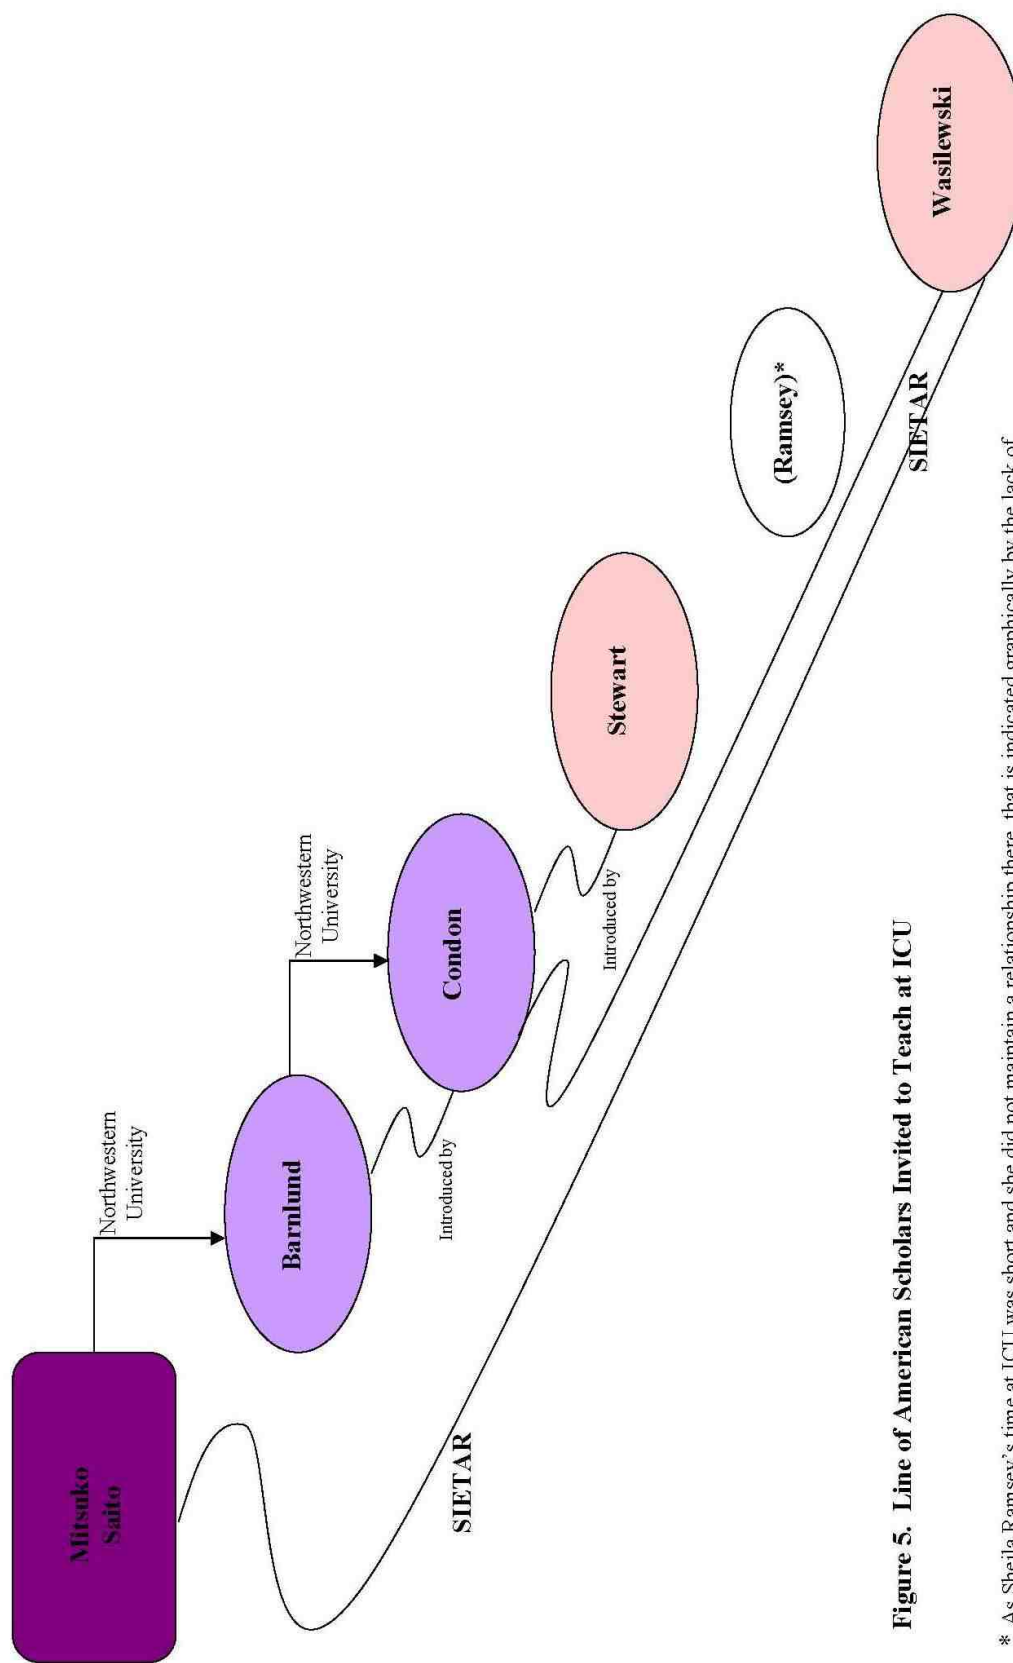 Mitsuko
Saito
Northwestern
University
Barnlund
Northwestern
University
Introduced by
Condon
Introduced by
Stewart
(Ramsey)*
Wasilewski
SIETAR
SIETAR
Figure 5. Line of American Scholars Invited to Teach at ICU
* As Sheila Ramsey's time at ICU was short and she did not maintain a relationship there, that is indicated graphically by the lack of